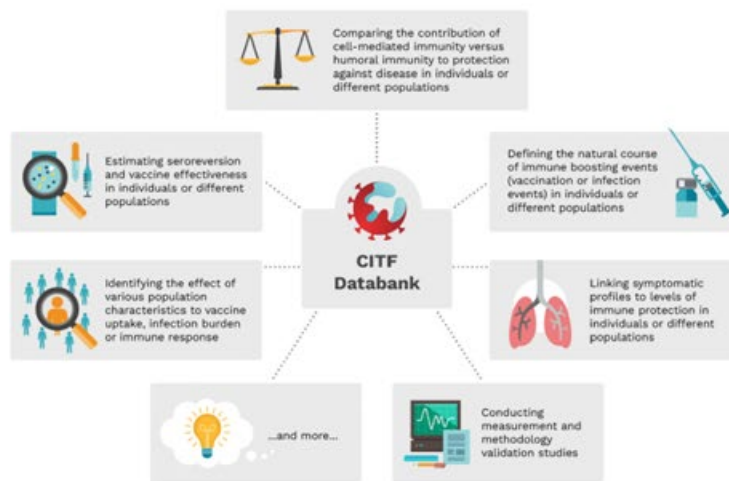 Comparing the contribution of
cell-mediated immunity versus
humoral immunity to protection
against disease in individuals or
different populations
Estimating seroreversion
and vaccine effectiveness
in individuals or different
populations
Defining the natural course
of immune boosting events
(vaccination or infection
events) in individuals or
different populations
CITF
Databank
Identifying the effect of
various population
characteristics to vaccine
uptake, infection burden
or immune response
Linking symptomatic
profiles to levels of
immune protection in
individuals or different
populations
...and more...
Conducting
measurement and
methodology
validation studies